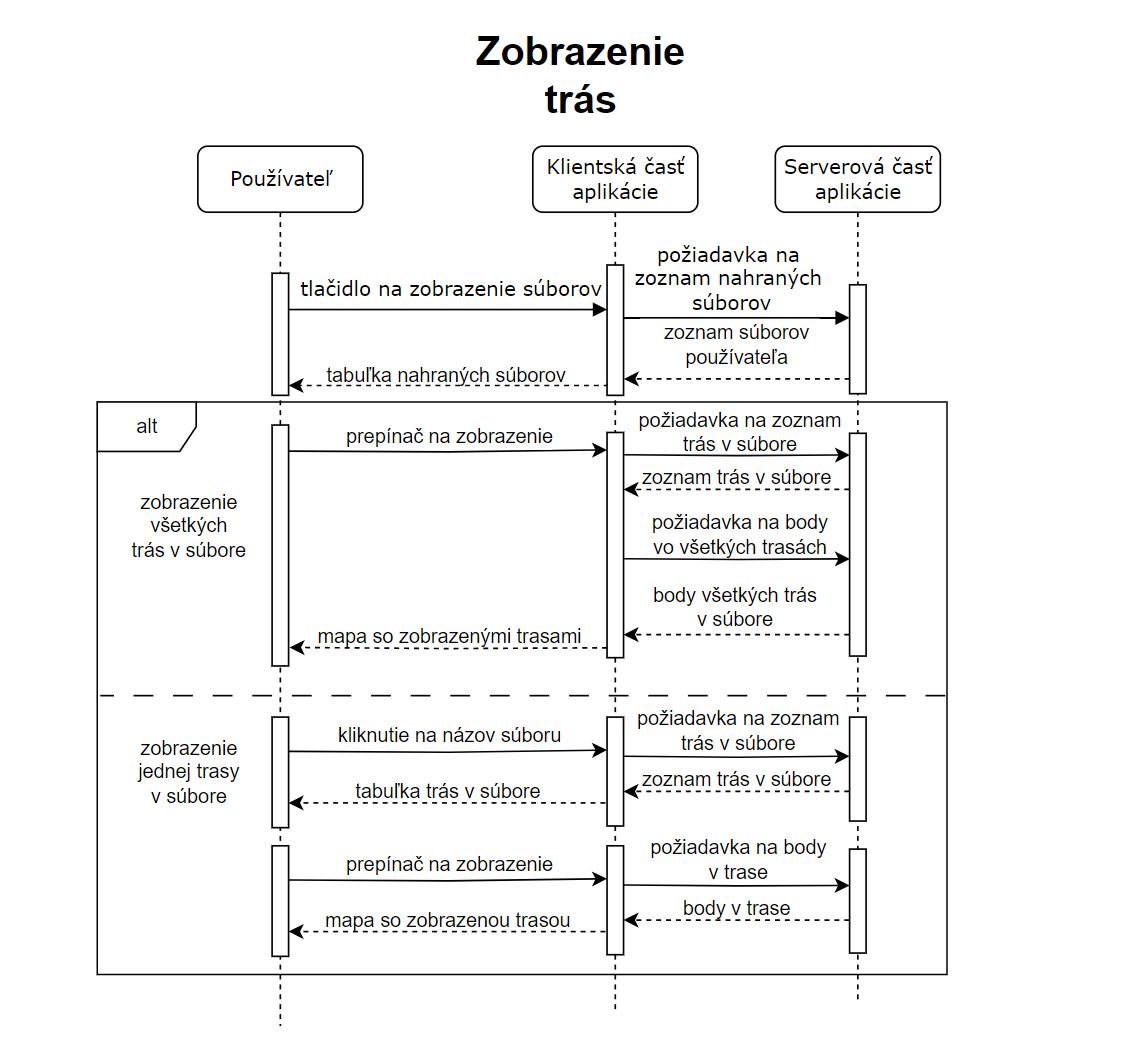 Zobrazenie
trás
Používateľ
Klientská časť
aplikácie
Serverová časť
aplikácie
tlačidlo na zobrazenie súborov
požiadavka na
zoznam nahraných
súborov
zoznam súborov
používateľa
tabuľka nahraných súborov
alt
prepínač na zobrazenie
požiadavka na zoznam
trás v súbore
zoznam trás v súbore
zobrazenie
všetkých
trás v súbore
požiadavka na body
vo všetkých trasách
body všetkých trás
v súbore
mapa so zobrazenými trasami
kliknutie na názov súboru
požiadavka na zoznam
trás v súbore
zobrazenie
jednej trasy
v súbore
zoznam trás v súbore
tabuľka trás v súbore
prepínač na zobrazenie
požiadavka na body
v trase
body v trase
mapa so zobrazenou trasou